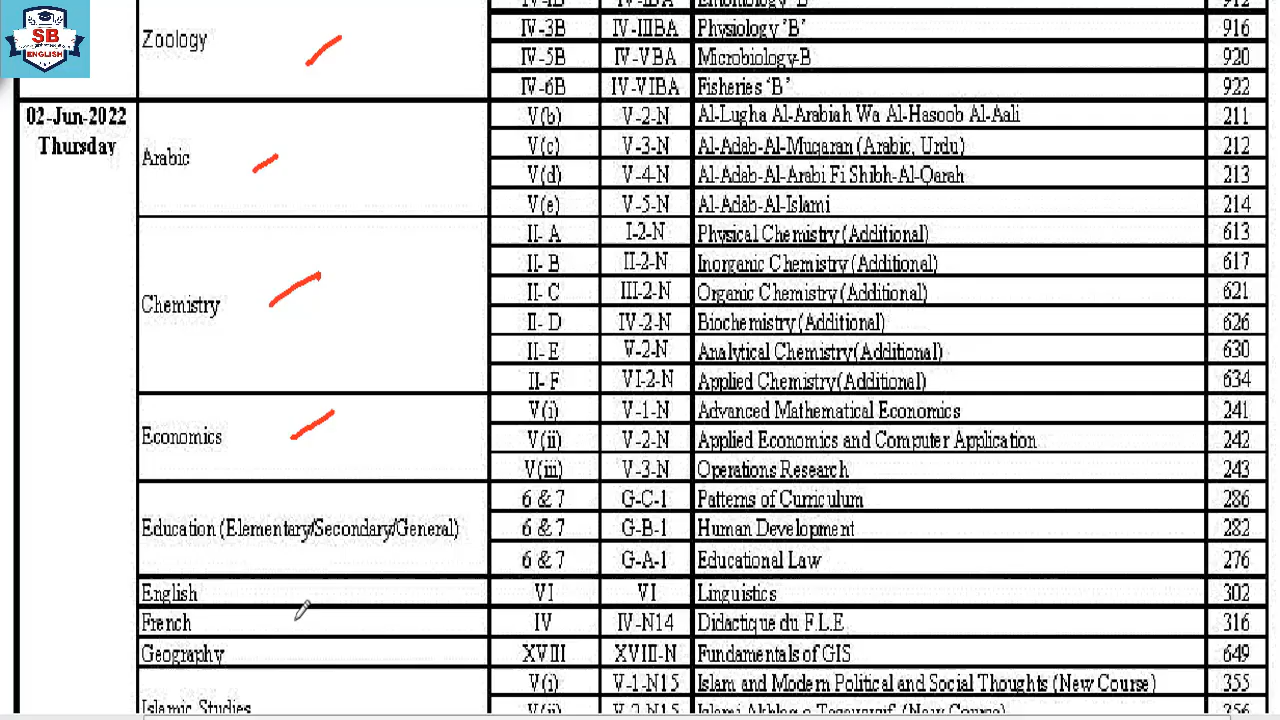 SB
ENGLISH
Zoology
IV-3B IV-IIIBA Physiology 'B' 916
IV-5B IV-VBA Microbiology-B 920
IV-6B IV-VIBA Fisheries 'B' 922
02-Jun-2022
Thursday
Arabic
V(b) V-2-N Al-Lugha Al-Arabiah Wa Al-Hasoob Al-Aali 211
V(c) V-3-N Al-Adab-Al-Muqaran (Arabic, Urdu) 212
V(d) V-4-N Al-Adab-Al-Arabi Fi Shibh-Al-Qarah 213
V(e) V-5-N Al-Adab-Al-Islami 214
Chemistry
II- A I-2-N Physical Chemistry (Additional) 613
II- B II-2-N Inorganic Chemistry (Additional) 617
II- C III-2-N Organic Chemistry (Additional) 621
II- D IV-2-N Biochemistry (Additional) 626
II- E V-2-N Analytical Chemistry (Additional) 630
II- F VI-2-N Applied Chemistry (Additional) 634
Economics
V(i) V-1-N Advanced Mathematical Economics 241
V(ii) V-2-N Applied Economics and Computer Application 242
V(iii) V-3-N Operations Research 243
Education (Elementary/Secondary/General)
6 & 7 G-C-1 Patterns of Curriculum 286
6 & 7 G-B-1 Human Development 282
6 & 7 G-A-1 Educational Law 276
English VI VI Linguistics 302
French IV IV-N14 Didactique du F.L.E 316
Geography XVIII XVIII-N Fundamentals of GIS 649
Islamic Studies
V(i) V-1-N15 Islam and Modern Political and Social Thoughts (New Course) 355